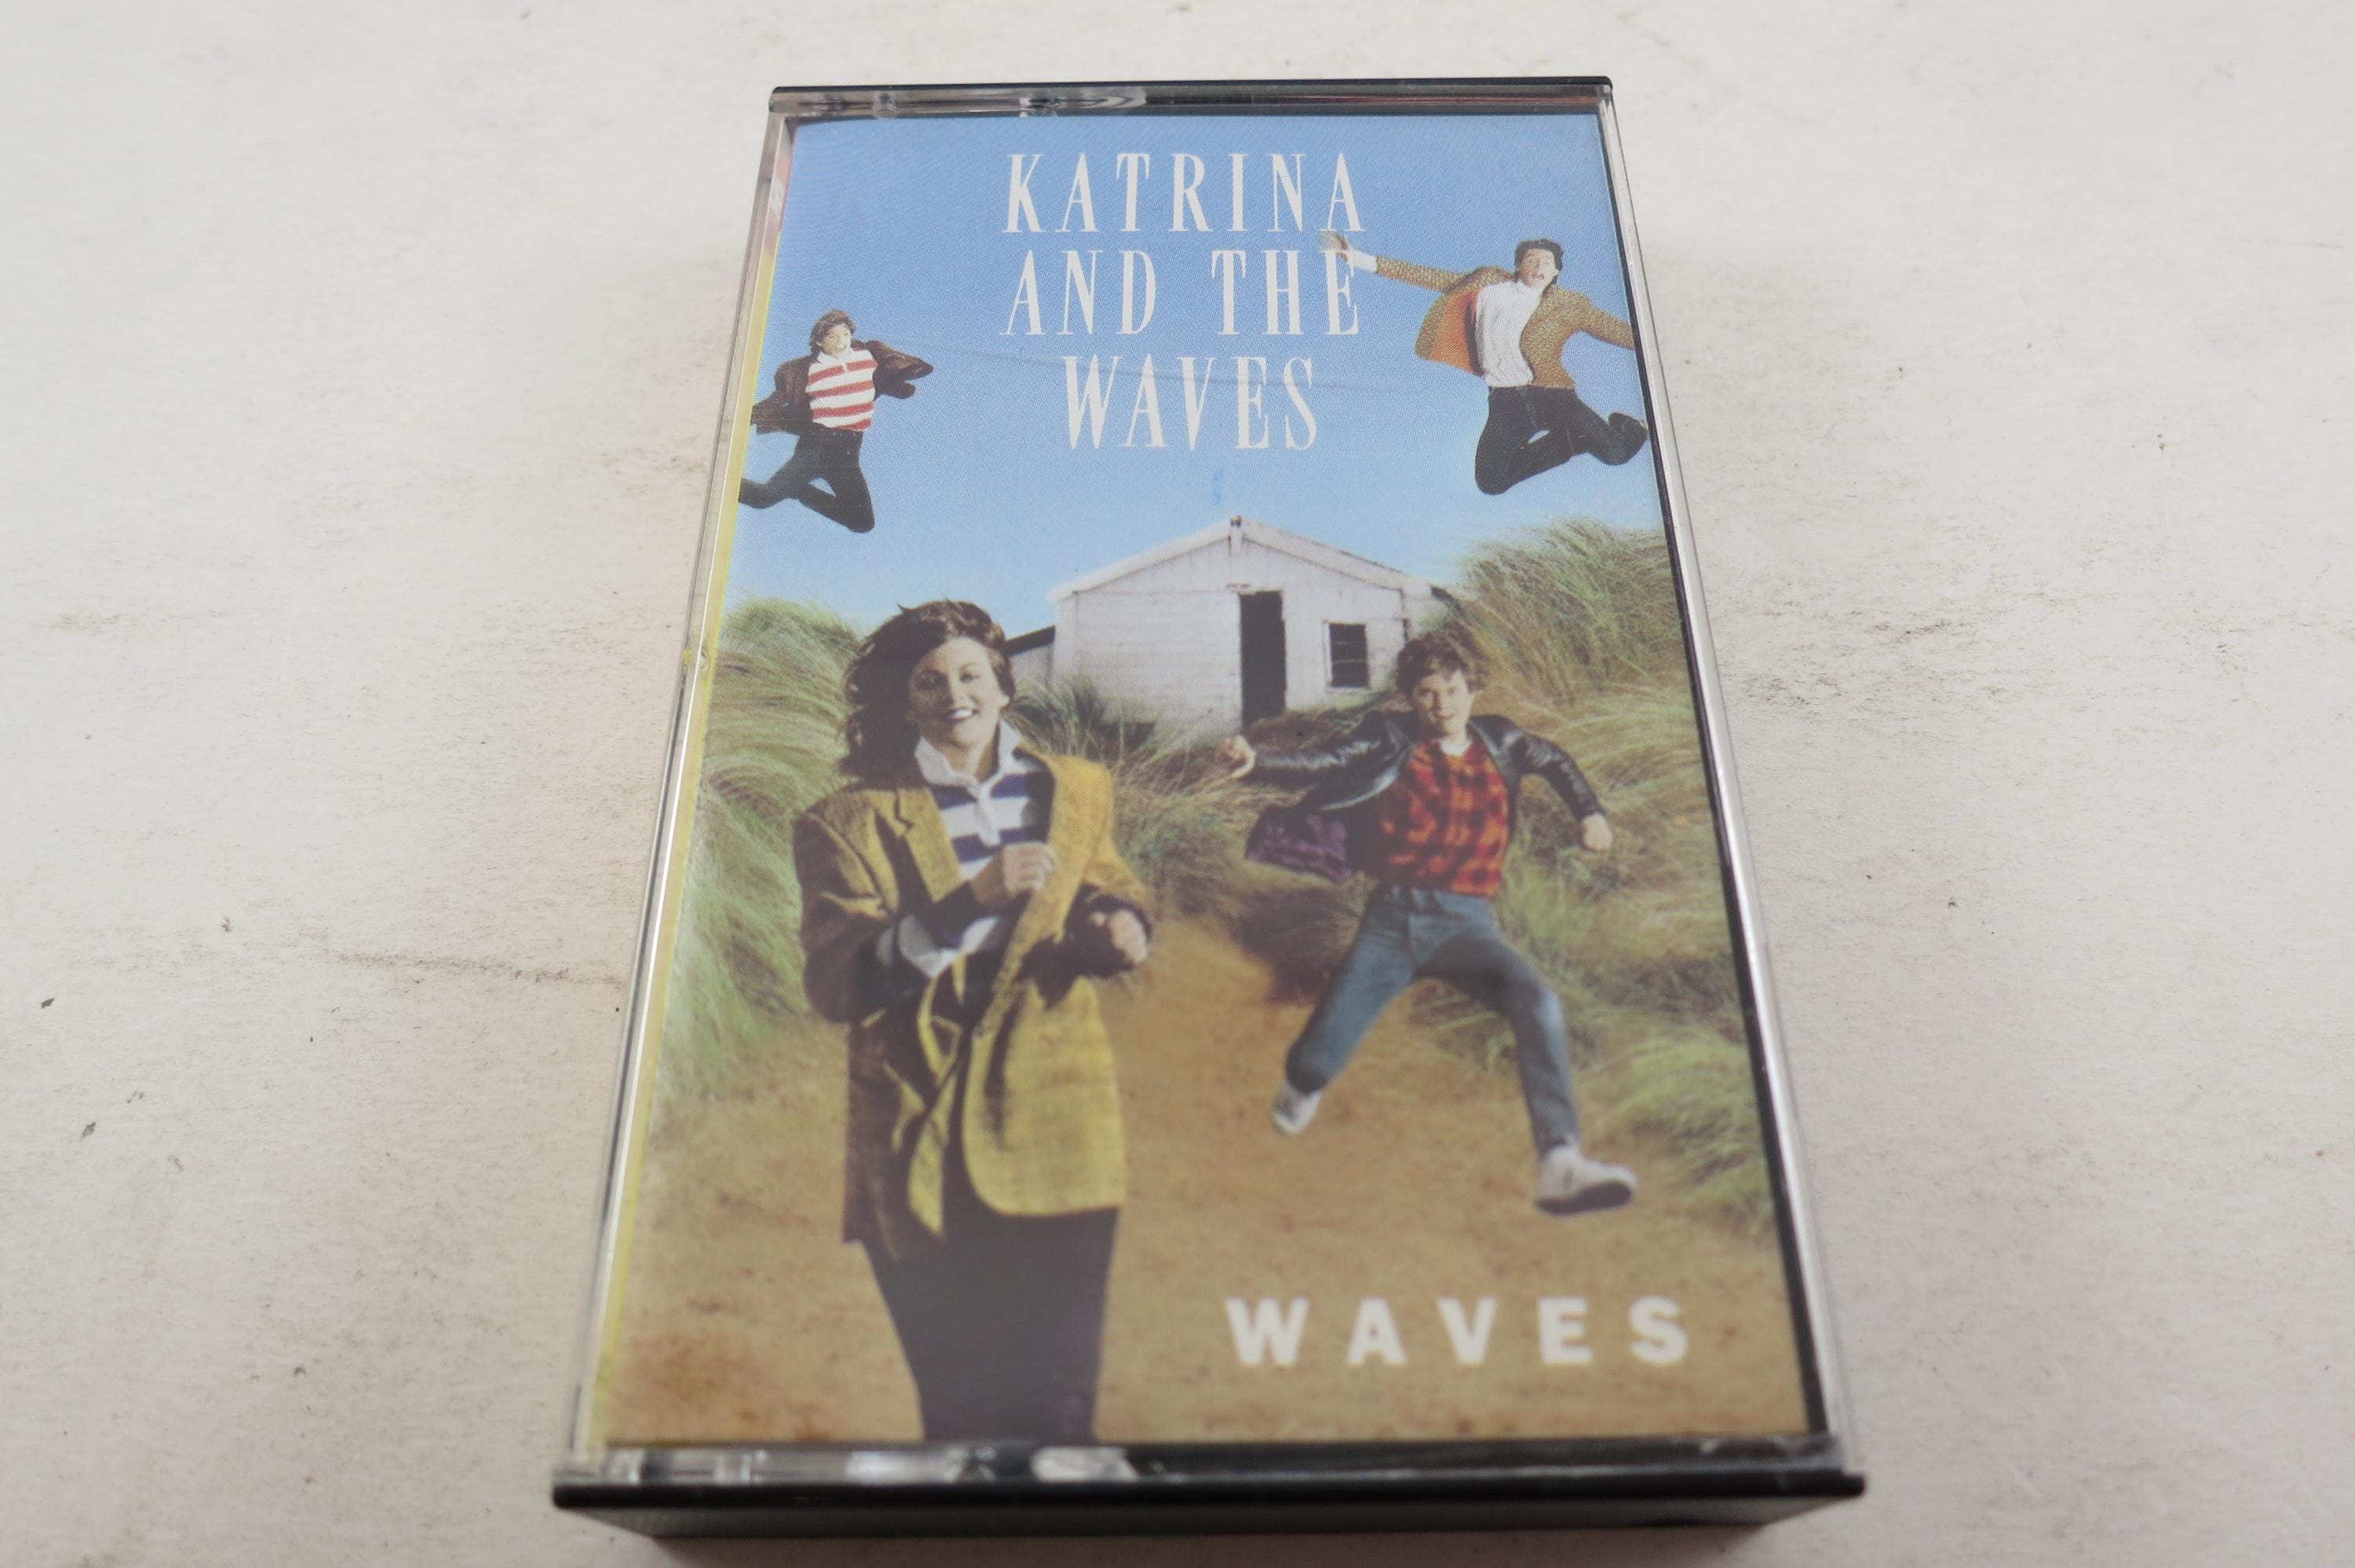 KATRINA
AND THE
WAVES
WAVES